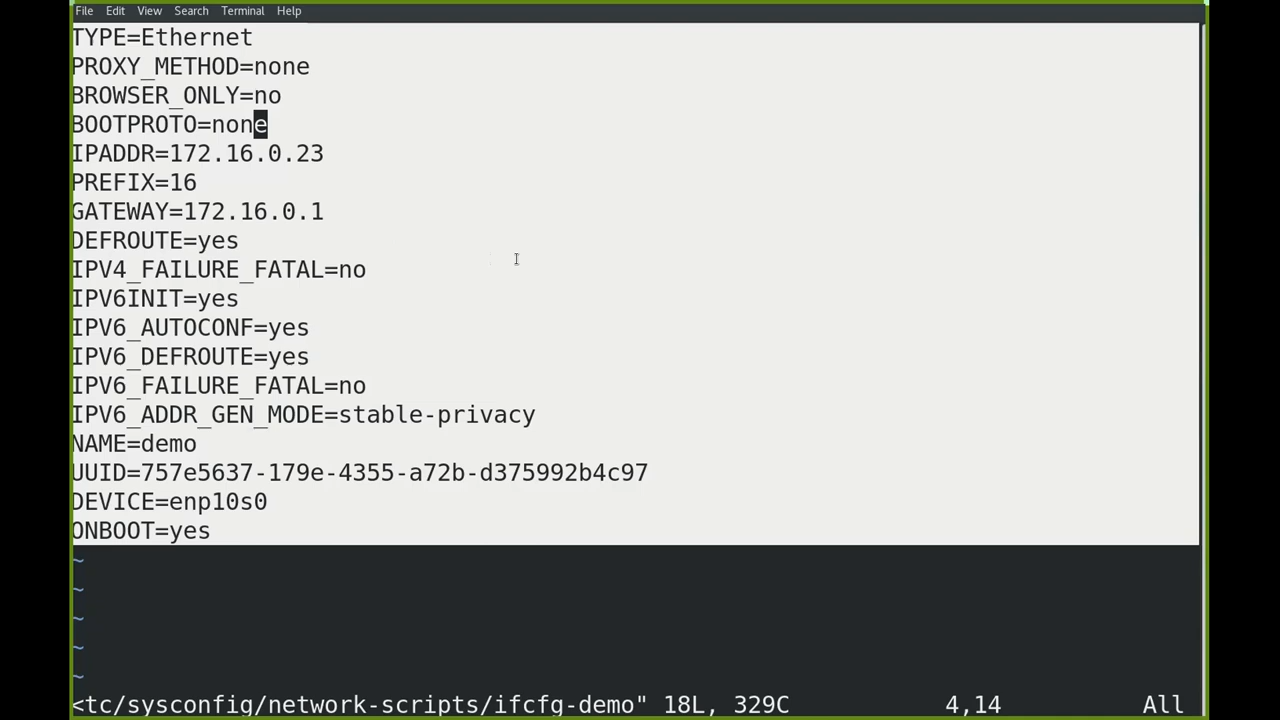 File Edit View Search Terminal Help
TYPE=Ethernet
PROXY_METHOD=none
BROWSER_ONLY=no
BOOTPROTO=none
IPADDR=172.16.0.23
PREFIX=16
GATEWAY=172.16.0.1
DEFROUTE=yes
IPV4_FAILURE_FATAL=no
IPV6INIT=yes
IPV6_AUTOCONF=yes
IPV6_DEFROUTE=yes
IPV6_FAILURE_FATAL=no
IPV6_ADDR_GEN_MODE=stable-privacy
NAME=demo
UUID=757e5637-179e-4355-a72b-d375992b4c97
DEVICE=enp10s0
ONBOOT=yes
~
~
~
~
~
<tc/sysconfig/network-scripts/ifcfg-demo" 18L, 329C 4,14 All